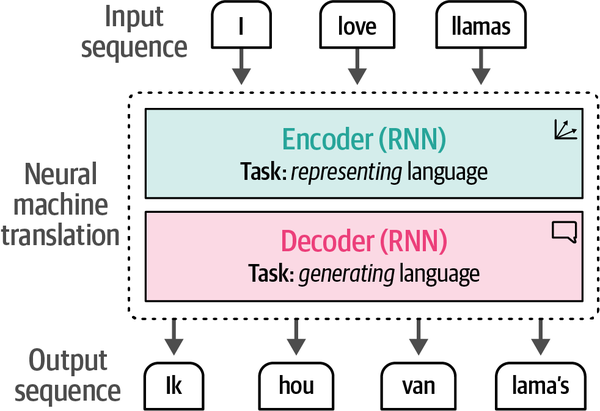 Input
sequence
I
love
llamas
Neural
machine
translation
Encoder (RNN)
Task: representing language
Decoder (RNN)
Task: generating language
Output
sequence
Ik
hou
van
lama's